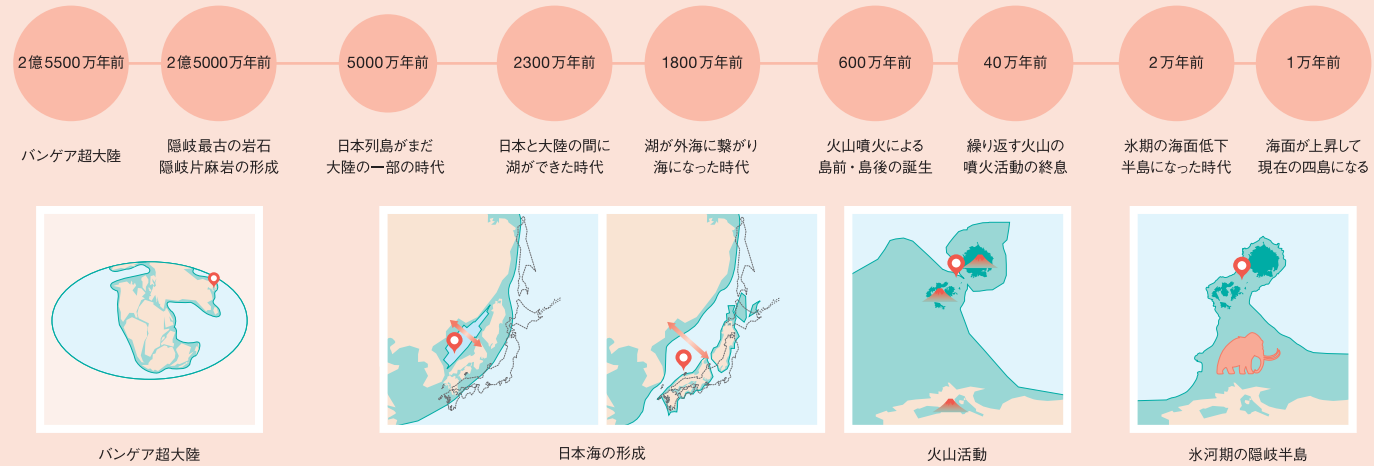 2億5500万年前
2億5000万年前
5000万年前
2300万年前
1800万年前
600万年前
40万年前
2万年前
1万年前
バンゲア超大陸
隠岐最古の岩石
隠岐片麻岩の形成
日本列島がまだ
大陸の一部の時代
日本と大陸の間に
湖ができた時代
湖が外海に繋がり
海になった時代
火山噴火による
島前・島後の誕生
繰り返す火山の
噴火活動の終息
氷期の海面低下
半島になった時代
海面が上昇して
現在の四島になる
バンゲア超大陸
日本海の形成
火山活動
氷河期の隠岐半島